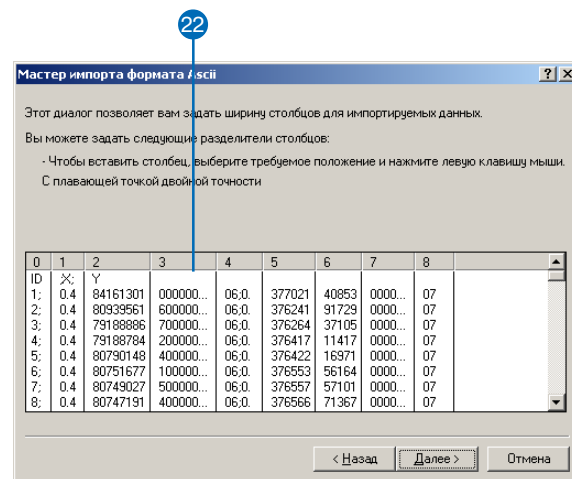 22
Мастер импорта формата Ascii
Этот диалог позволяет вам задать ширину столбцов для импортируемых данных.
Вы можете задать следующие разделители столбцов:
- Чтобы вставить столбец, выберите требуемое положение и нажмите левую клавишу мыши.
С плавающей точкой двойной точности
0 1 2 3 4 5 6 7 8
ID X; Y
1; 0.4 84161301 000000... 06;0. 377021 40853 0000... 07
2; 0.4 80939561 600000... 06;0. 376241 91729 0000... 07
3; 0.4 79188886 700000... 06;0. 376264 37105 0000... 07
4; 0.4 79188784 200000... 06;0. 376417 11417 0000... 07
5; 0.4 80790148 400000... 06;0. 376422 16971 0000... 07
6; 0.4 80751677 100000... 06;0. 376553 56164 0000... 07
7; 0.4 80749027 500000... 06;0. 376557 57101 0000... 07
8; 0.4 80747191 400000... 06;0. 376566 71367 0000... 07
< Назад Далее > Отмена